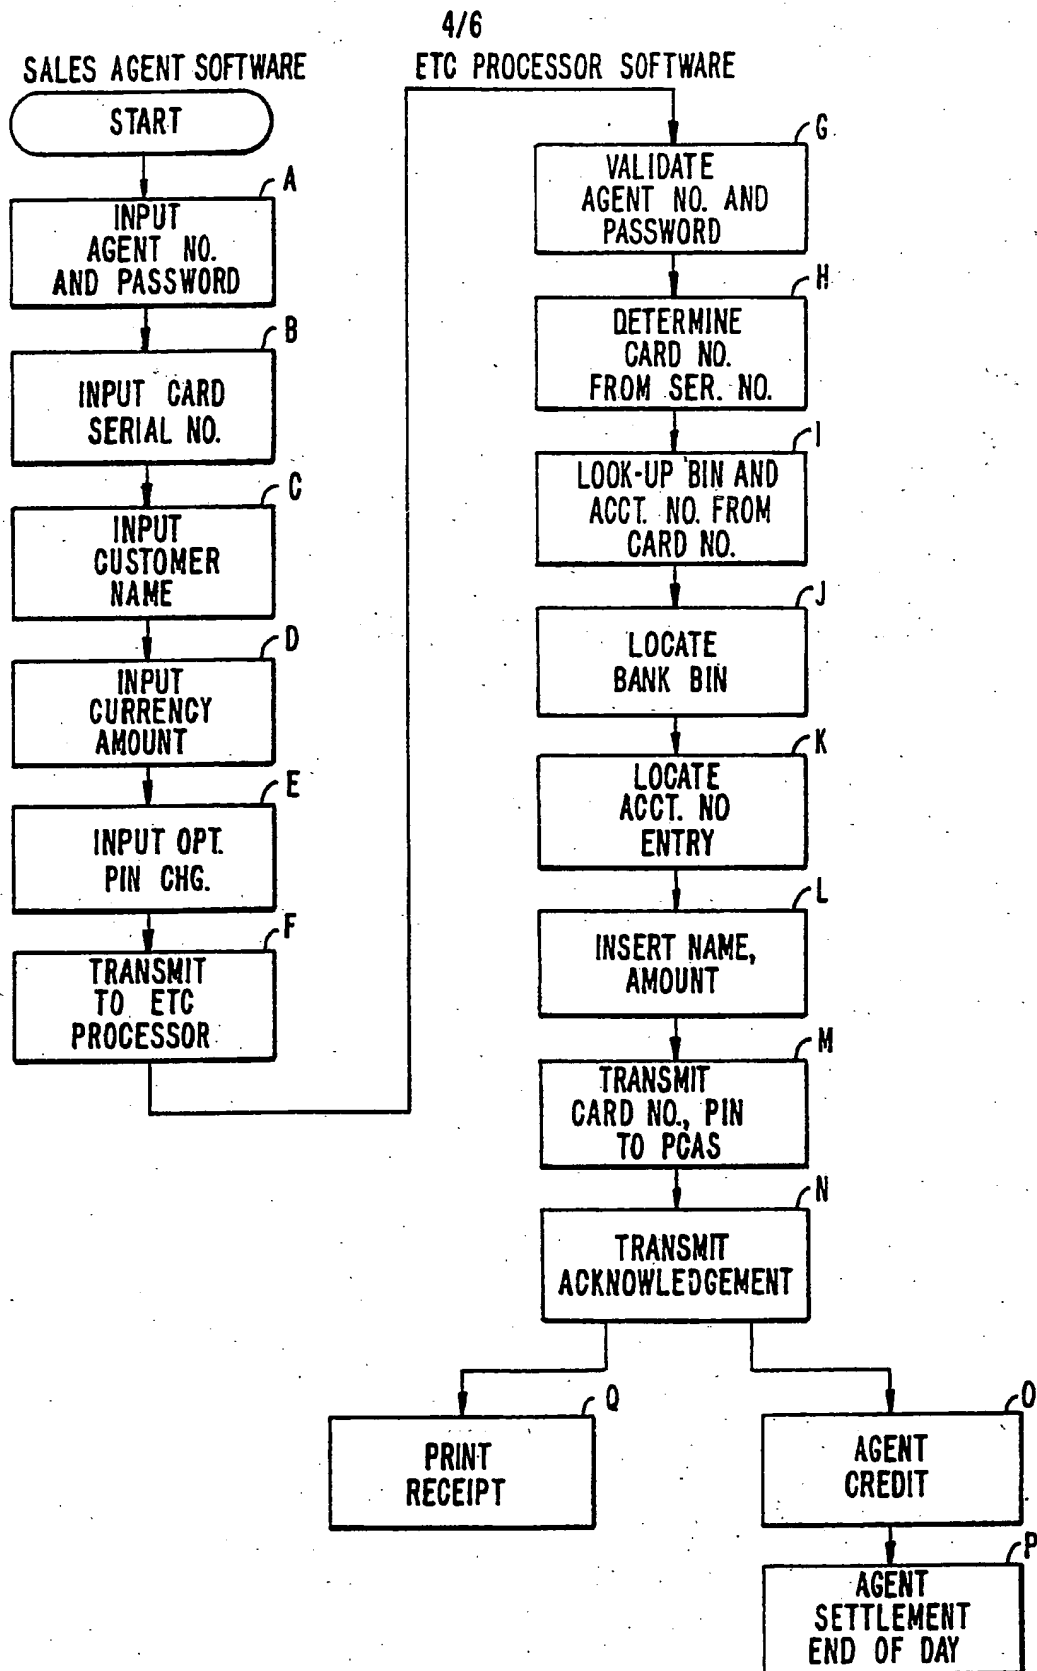 4/6
SALES AGENT SOFTWARE
START
A
INPUT
AGENT NO.
AND PASSWORD
B
INPUT CARD
SERIAL NO.
C
INPUT
CUSTOMER
NAME
D
INPUT
CURRENCY
AMOUNT
E
INPUT OPT.
PIN CHG.
F
TRANSMIT
TO ETC
PROCESSOR
ETC PROCESSOR SOFTWARE
G
VALIDATE
AGENT NO. AND
PASSWORD
H
DETERMINE
CARD NO.
FROM SER. NO.
I
LOOK-UP BIN AND
ACCT. NO. FROM
CARD NO.
J
LOCATE
BANK BIN
K
LOCATE
ACCT. NO
ENTRY
L
INSERT NAME,
AMOUNT
M
TRANSMIT
CARD NO., PIN
TO PCAS
N
TRANSMIT
ACKNOWLEDGEMENT
Q
PRINT
RECEIPT
O
AGENT
CREDIT
P
AGENT
SETTLEMENT
END OF DAY